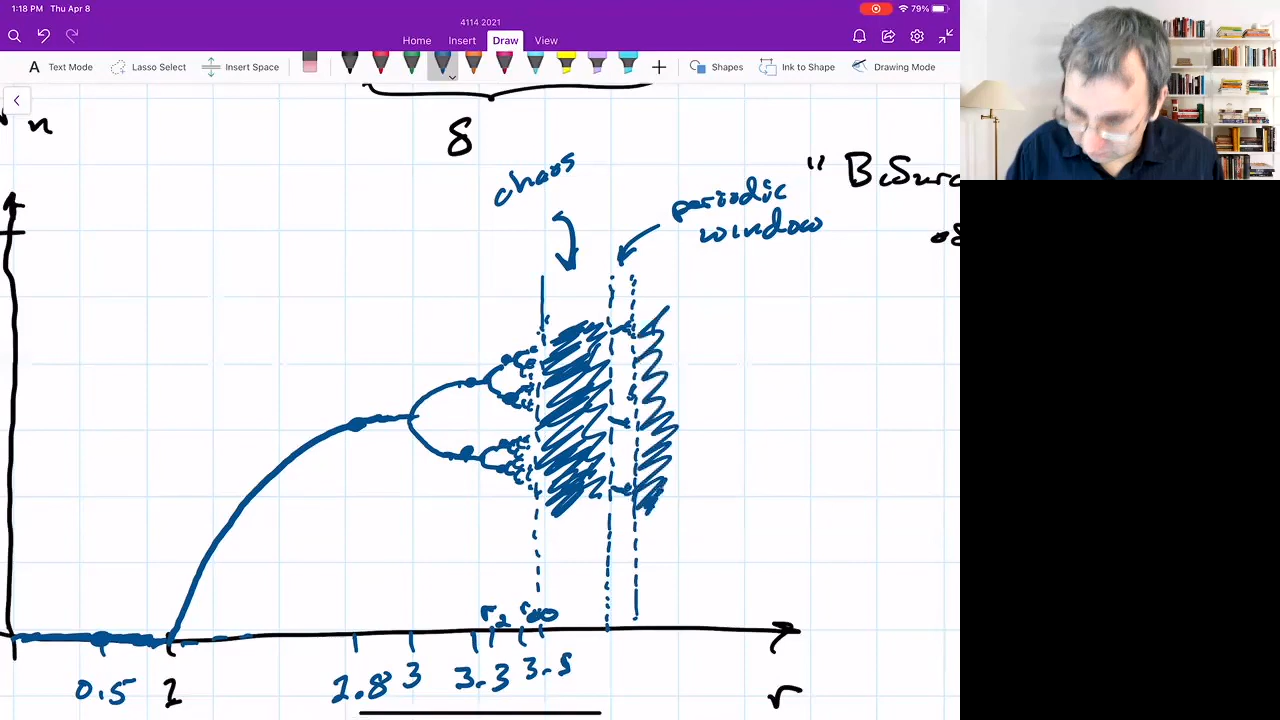 1:18 PM Thu Apr 8
79%
4114 2021
Home Insert Draw View
Text Mode Lasso Select Insert Space Shapes Ink to Shape Drawing Mode
n
8
chaos
periodic
window
r2 r∞
0.5 1 2.8 3 3.3 3.5
r